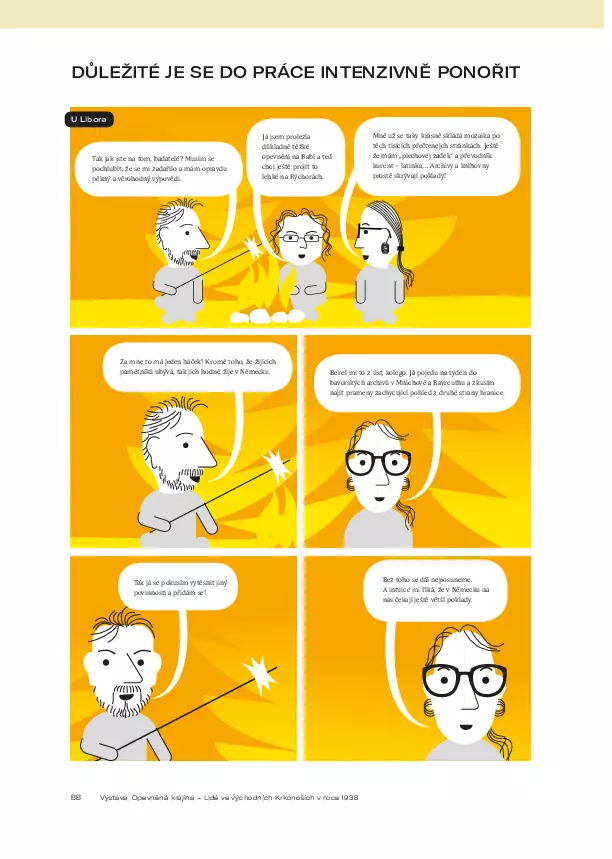 DŮLEŽITÉ JE SE DO PRÁCE INTENZIVNĚ PONOŘIT
U Libora
Tak jak jste na tom, badatelé? Musím se
pochlubit, že se mi zadařilo a mám opravdu
pěkný a věrohodný výpovědi.
Já jsem prolezla
důkladně těžké
opevnění na Babí a teď
chci ještě projít to
lehké na Rýchorách.
Mně už se taky krásně skládá mozaika po
těch tisících přečtenejch stránkách. Ještě
že mám „plechovej zadek“ a převodník
kurent – latinka... Archivy a knihovny
prostě skrývají poklady!
Za mne to má jeden háček! Kromě toho, že žijících
pamětníků ubývá, tak jich hodně žije v Německu.
Bereš mi to z úst, kolego. Já pojedu na týden do
bavorských archivů v Mnichově a Bayreuthu a zkusím
najít prameny zachycující pohled z druhé strany hranice.
Tak já se pokusím vytěsnit jiný
povinnosti a přidám se!
Bez toho se dál neposuneme.
A intuice mi říká, že v Německu na
nás čekají ještě větší poklady.
88 Výstava: Opevněná krajina – Lidé ve východních Krkonoších v roce 1938